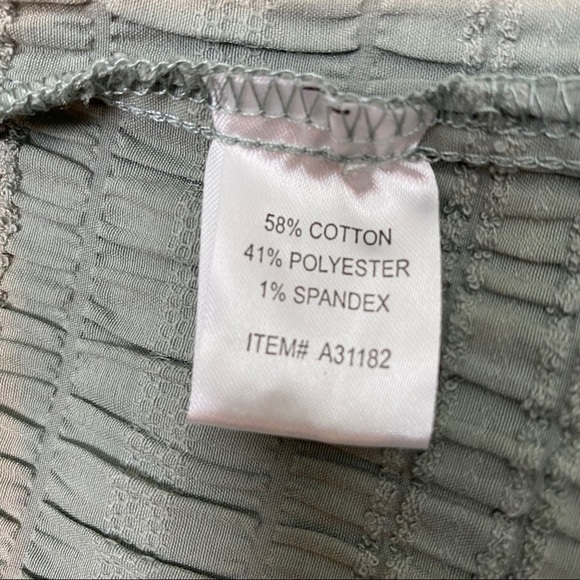 58% COTTON
41% POLYESTER
1% SPANDEX
ITEM# A31182